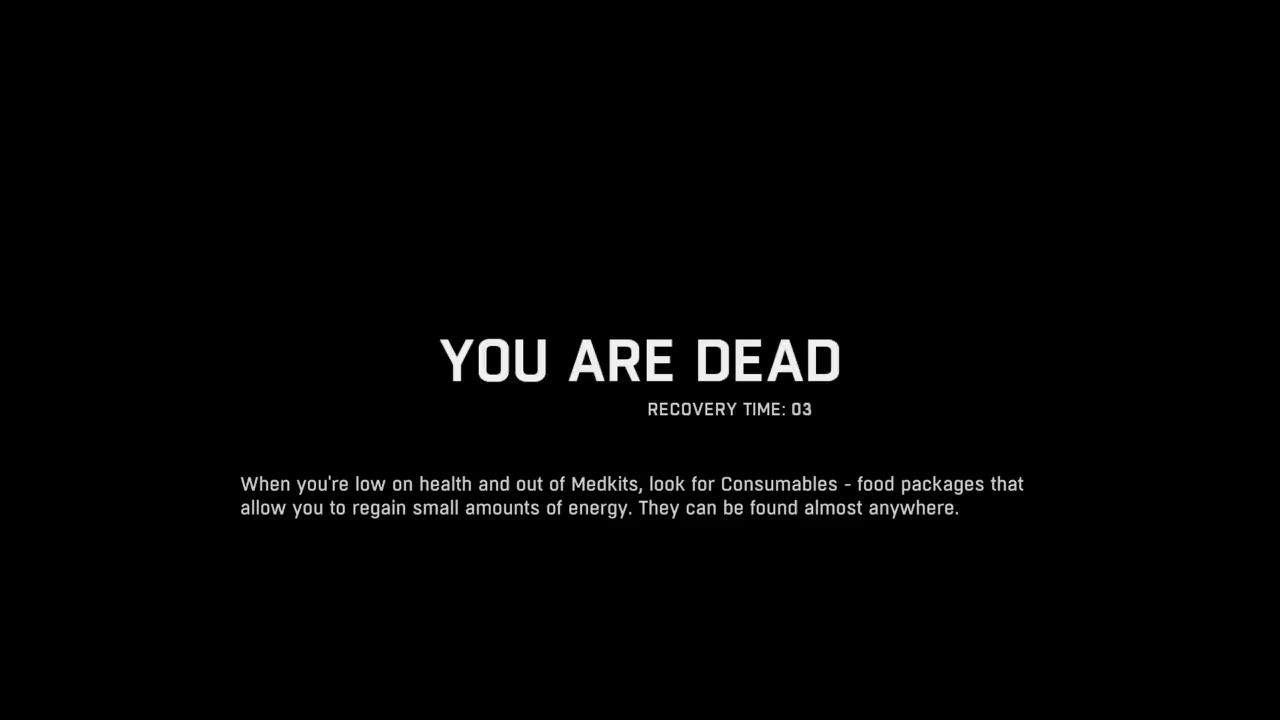 YOU ARE DEAD
RECOVERY TIME: 03
When you're low on health and out of Medkits, look for Consumables - food packages that
allow you to regain small amounts of energy. They can be found almost anywhere.